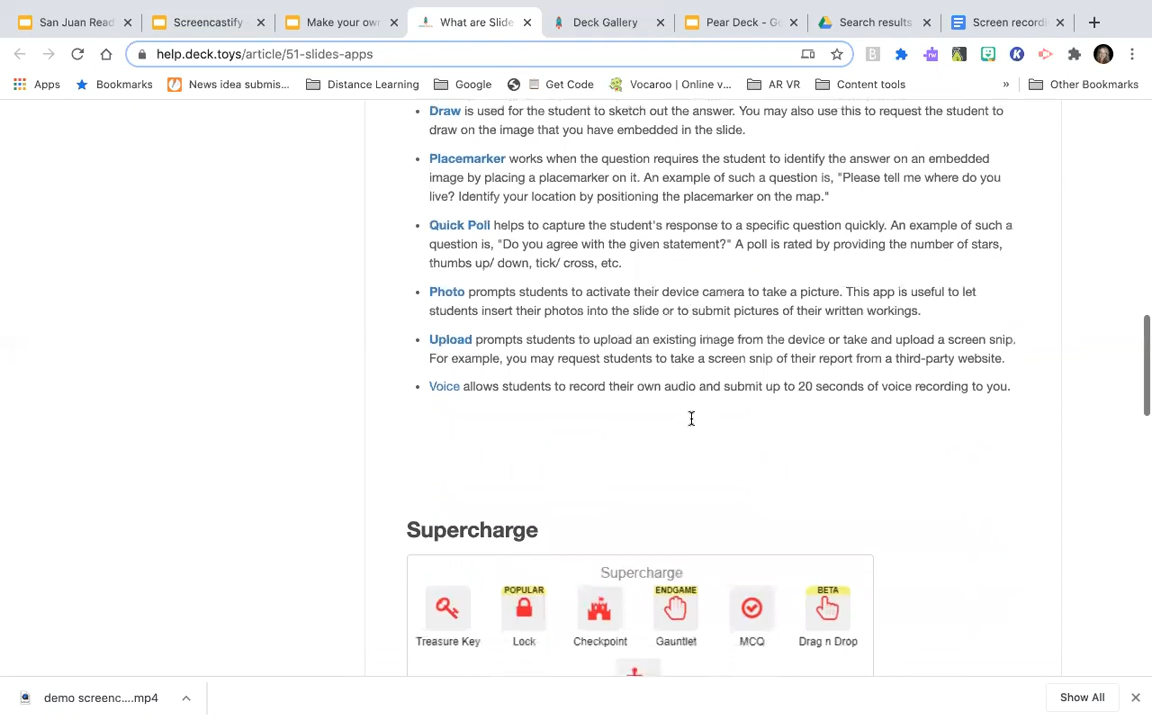 San Juan Read
Screencastify
Make your own
What are Slide
Deck Gallery
Pear Deck - Go
Search results
Screen recordi
help.deck.toys/article/51-slides-apps
Apps
Bookmarks
News idea submis...
Distance Learning
Google
Get Code
Vocaroo | Online v...
AR VR
Content tools
»
Other Bookmarks
• Draw is used for the student to sketch out the answer. You may also use this to request the student to
draw on the image that you have embedded in the slide.
• Placemarker works when the question requires the student to identify the answer on an embedded
image by placing a placemarker on it. An example of such a question is, "Please tell me where do you
live? Identify your location by positioning the placemarker on the map."
• Quick Poll helps to capture the student's response to a specific question quickly. An example of such a
question is, "Do you agree with the given statement?" A poll is rated by providing the number of stars,
thumbs up/ down, tick/ cross, etc.
• Photo prompts students to activate their device camera to take a picture. This app is useful to let
students insert their photos into the slide or to submit pictures of their written workings.
• Upload prompts students to upload an existing image from the device or take and upload a screen snip.
For example, you may request students to take a screen snip of their report from a third-party website.
• Voice allows students to record their own audio and submit up to 20 seconds of voice recording to you.
Supercharge
Supercharge
POPULAR
ENDGAME
BETA
Treasure Key
Lock
Checkpoint
Gauntlet
MCQ
Drag n Drop
demo screenc....mp4
Show All